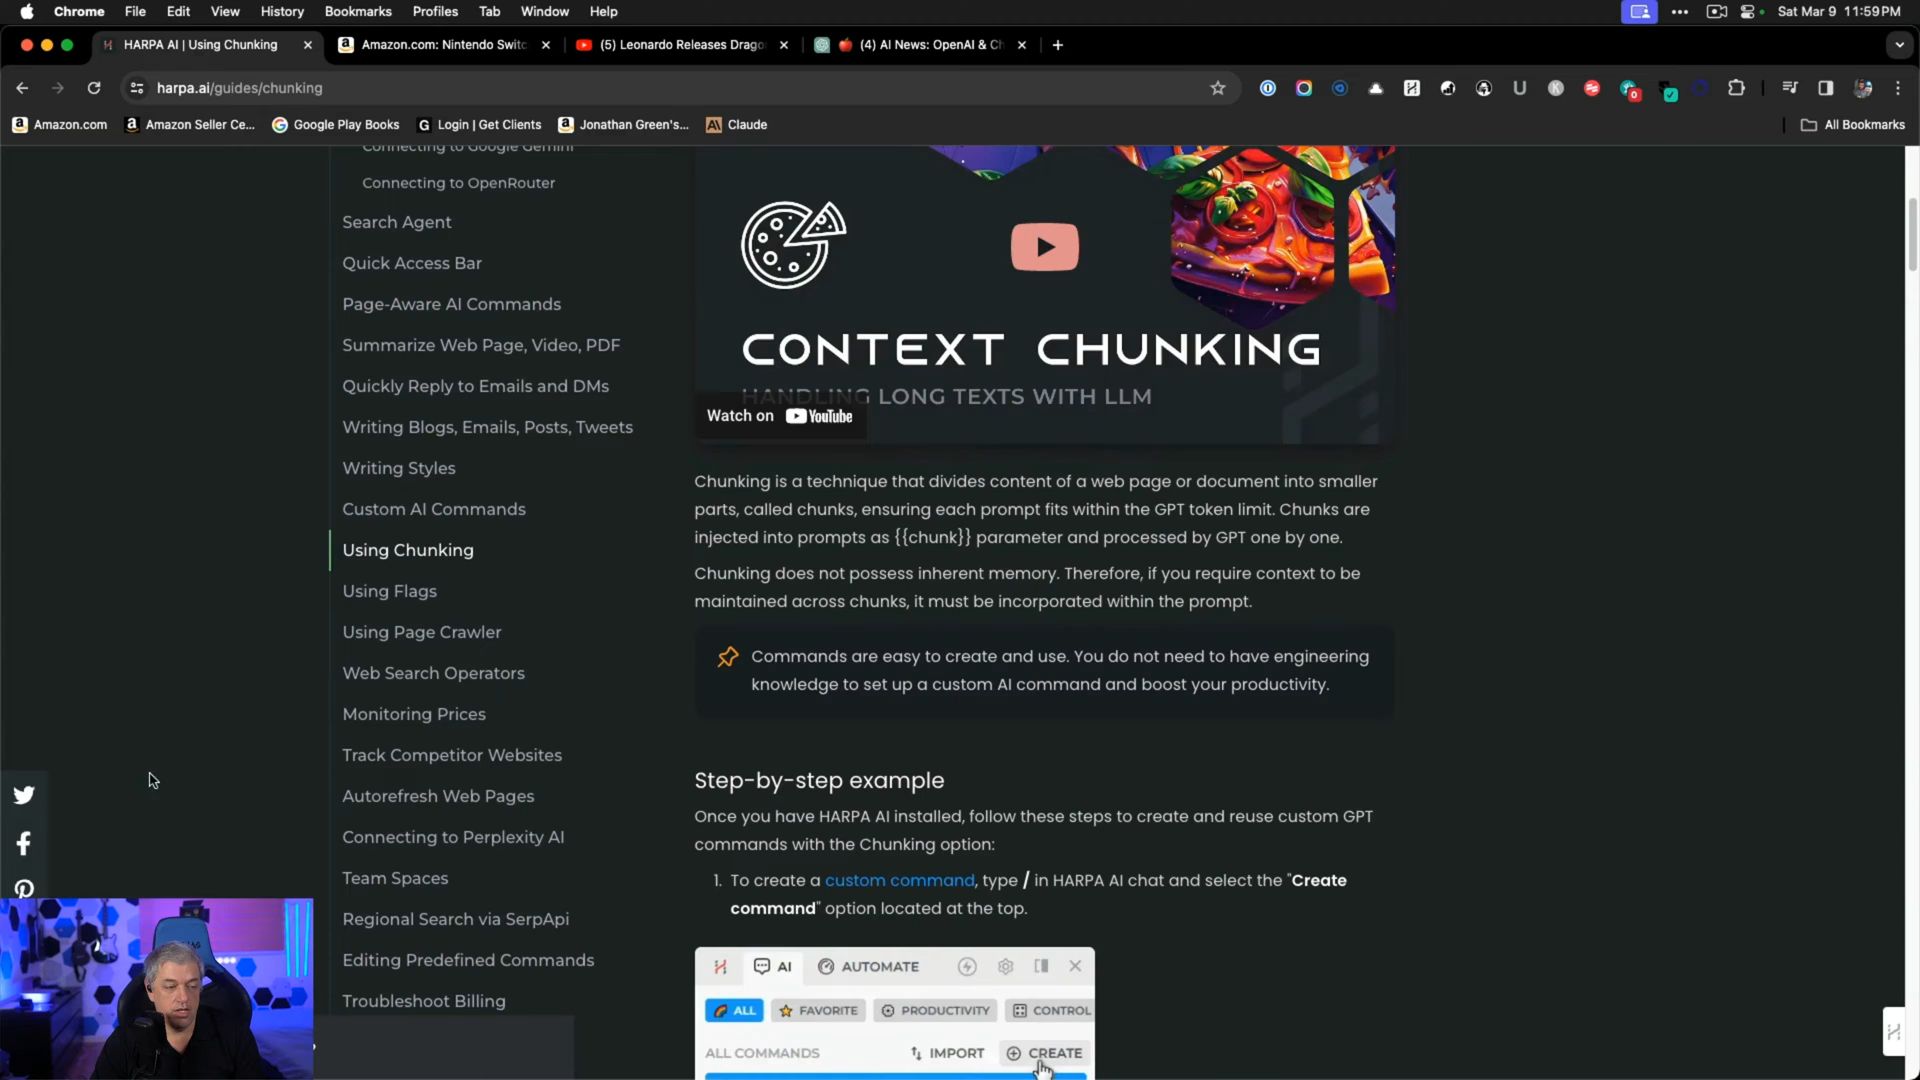 Chrome File Edit View History Bookmarks Profiles Tab Window Help Sat Mar 9 11:59 PM
HARPA AI | Using Chunking
Amazon.com: Nintendo Switc
(5) Leonardo Releases Drago
(4) AI News: OpenAI & Ch
harpa.ai/guides/chunking
Amazon.com
Amazon Seller Ce...
Google Play Books
Login | Get Clients
Jonathan Green's...
Claude
All Bookmarks
Connecting to Google Gemini
Connecting to OpenRouter
Search Agent
Quick Access Bar
Page-Aware AI Commands
Summarize Web Page, Video, PDF
Quickly Reply to Emails and DMs
Writing Blogs, Emails, Posts, Tweets
Writing Styles
Custom AI Commands
Using Chunking
Using Flags
Using Page Crawler
Web Search Operators
Monitoring Prices
Track Competitor Websites
Autorefresh Web Pages
Connecting to Perplexity AI
Team Spaces
Regional Search via SerpApi
Editing Predefined Commands
Troubleshoot Billing
CONTEXT CHUNKING
HANDLING LONG TEXTS WITH LLM
Watch on YouTube
Chunking is a technique that divides content of a web page or document into smaller
parts, called chunks, ensuring each prompt fits within the GPT token limit. Chunks are
injected into prompts as {{chunk}} parameter and processed by GPT one by one.
Chunking does not possess inherent memory. Therefore, if you require context to be
maintained across chunks, it must be incorporated within the prompt.
Commands are easy to create and use. You do not need to have engineering
knowledge to set up a custom AI command and boost your productivity.
Step-by-step example
Once you have HARPA AI installed, follow these steps to create and reuse custom GPT
commands with the Chunking option:
1. To create a custom command, type / in HARPA AI chat and select the "Create
command" option located at the top.
AI AUTOMATE
ALL FAVORITE PRODUCTIVITY CONTROL
ALL COMMANDS IMPORT CREATE